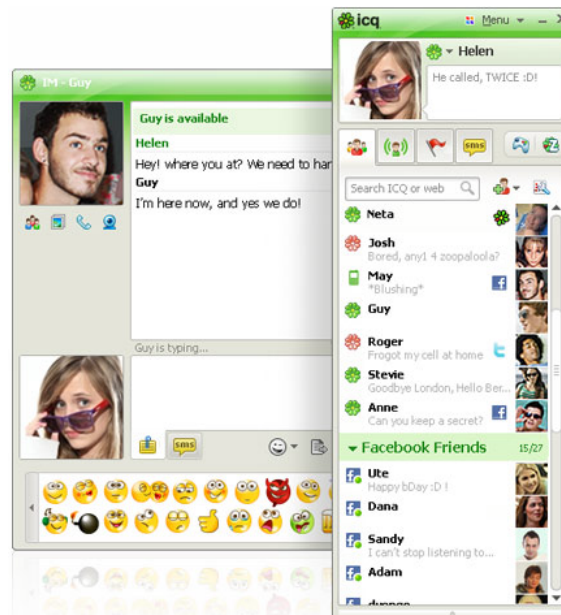 IM - Guy
Guy is available
Helen
Hey! where you at? We need to har
Guy
I'm here now, and yes we do!
Guy is typing...
sms
icq
Menu
Helen
He called, TWICE :D!
sms
Search ICQ or web
Neta
Josh
Bored, any1 4 zoopaloola?
May
*Blushing*
Guy
Roger
Frogot my cell at home
Stevie
Goodbye London, Hello Ber...
Anne
Can you keep a secret?
Facebook Friends 15/27
Ute
Happy bDay :D !
Dana
Sandy
I can't stop listening to...
Adam